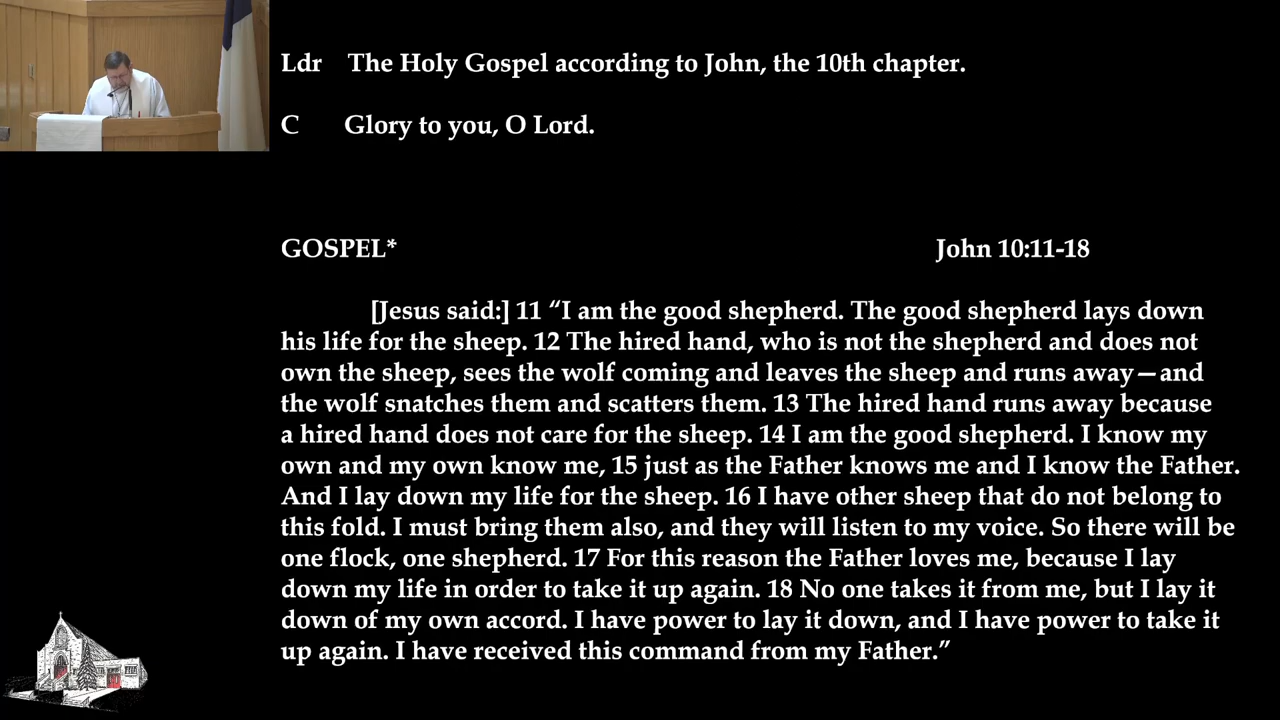 Ldr The Holy Gospel according to John, the 10th chapter.
C Glory to you, O Lord.
GOSPEL* John 10:11-18
[Jesus said:] 11 “I am the good shepherd. The good shepherd lays down
his life for the sheep. 12 The hired hand, who is not the shepherd and does not
own the sheep, sees the wolf coming and leaves the sheep and runs away—and
the wolf snatches them and scatters them. 13 The hired hand runs away because
a hired hand does not care for the sheep. 14 I am the good shepherd. I know my
own and my own know me, 15 just as the Father knows me and I know the Father.
And I lay down my life for the sheep. 16 I have other sheep that do not belong to
this fold. I must bring them also, and they will listen to my voice. So there will be
one flock, one shepherd. 17 For this reason the Father loves me, because I lay
down my life in order to take it up again. 18 No one takes it from me, but I lay it
down of my own accord. I have power to lay it down, and I have power to take it
up again. I have received this command from my Father.”